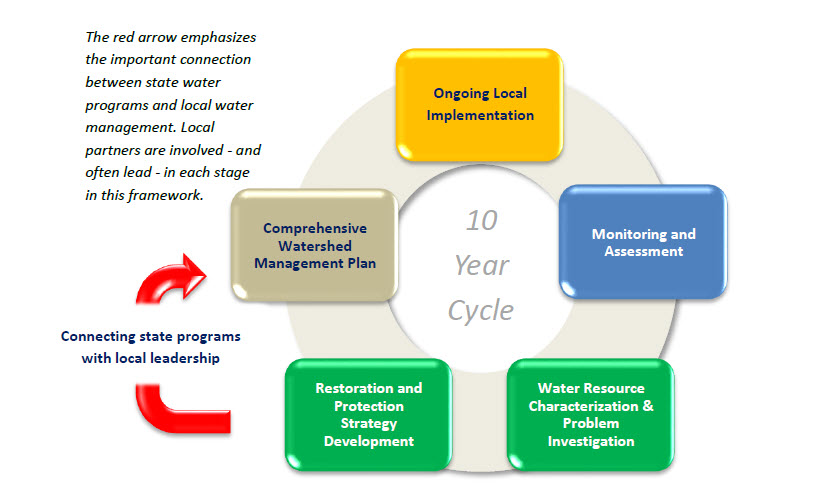 The red arrow emphasizes
the important connection
between state water
programs and local water
management. Local
partners are involved - and
often lead - in each stage
in this framework.
Ongoing Local
Implementation
Comprehensive
Watershed
Management Plan
10
Year
Cycle
Monitoring and
Assessment
Connecting state programs
with local leadership
Restoration and
Protection
Strategy
Development
Water Resource
Characterization &
Problem
Investigation